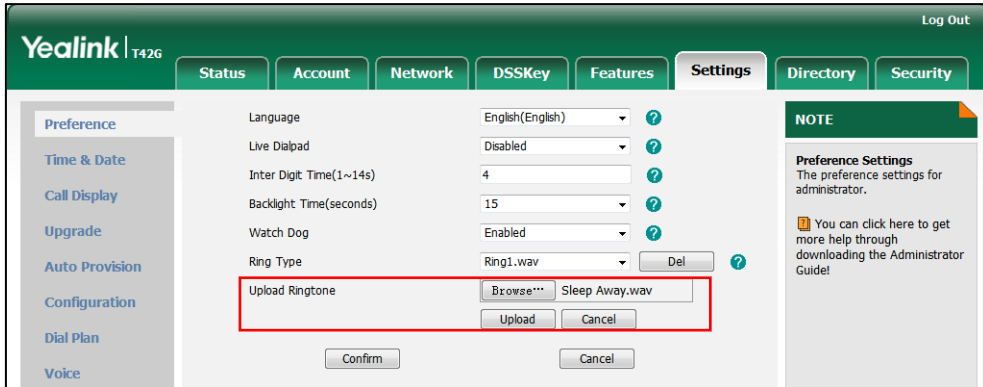 Log Out
Yealink T42G
Status Account Network DSSKey Features Settings Directory Security
Preference
Time & Date
Call Display
Upgrade
Auto Provision
Configuration
Dial Plan
Voice
Language English(English) ?
Live Dialpad Disabled ?
Inter Digit Time(1~14s) 4 ?
Backlight Time(seconds) 15 ?
Watch Dog Enabled ?
Ring Type Ring1.wav Del ?
Upload Ringtone Browse… Sleep Away.wav
Upload Cancel
Confirm Cancel
NOTE
Preference Settings
The preference settings for
administrator.
? You can click here to get
more help through
downloading the Administrator
Guide!